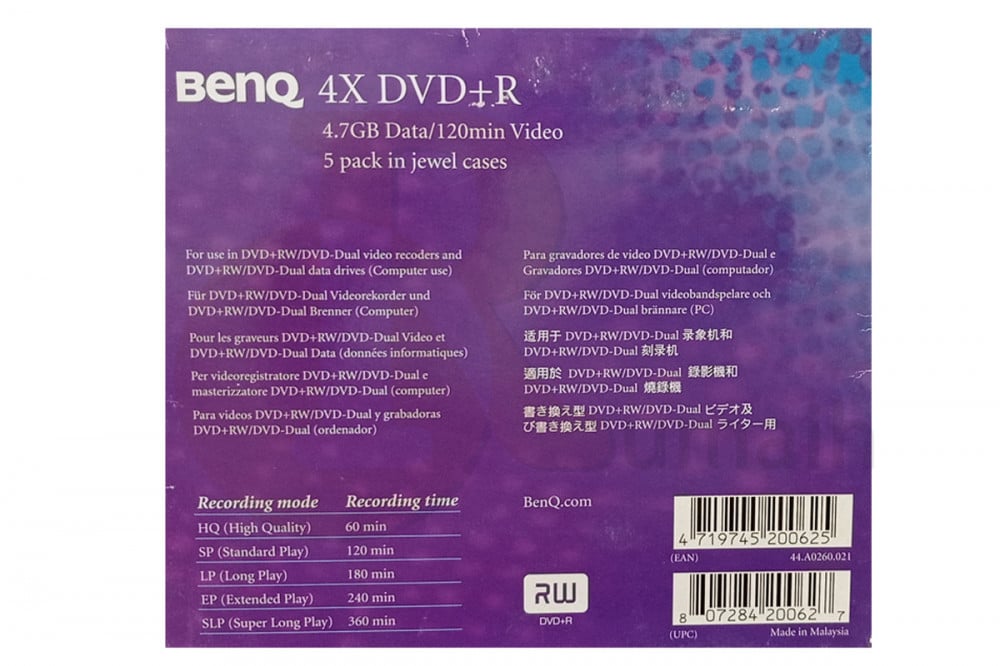 BenQ 4X DVD+R
4.7GB Data/120min Video
5 pack in jewel cases
For use in DVD+RW/DVD-Dual video recoders and
DVD+RW/DVD-Dual data drives (Computer use)
Für DVD+RW/DVD-Dual Videorekorder und
DVD+RW/DVD-Dual Brenner (Computer)
Pour les graveurs DVD+RW/DVD-Dual Video et
DVD+RW/DVD-Dual Data (données informatiques)
Per videoregistratore DVD+RW/DVD-Dual e
masterizzatore DVD+RW/DVD-Dual (computer)
Para videos DVD+RW/DVD-Dual y grabadoras
DVD+RW/DVD-Dual (ordenador)
Para gravadores de video DVD+RW/DVD-Dual e
Gravadores DVD+RW/DVD-Dual (computador)
För DVD+RW/DVD-Dual videobandspelare och
DVD+RW/DVD-Dual brännare (PC)
适用于 DVD+RW/DVD-Dual 录象机和
DVD+RW/DVD-Dual 刻录机
適用於 DVD+RW/DVD-Dual 錄影機和
DVD+RW/DVD-Dual 燒錄機
書き換え型 DVD+RW/DVD-Dual ビデオ及
び書き換え型 DVD+RW/DVD-Dual ライター用
Recording mode Recording time
HQ (High Quality) 60 min
SP (Standard Play) 120 min
LP (Long Play) 180 min
EP (Extended Play) 240 min
SLP (Super Long Play) 360 min
BenQ.com
RW
DVD+R
4 719745 200625
(EAN) 44.A0260.021
8 07284 20062 7
(UPC) Made in Malaysia